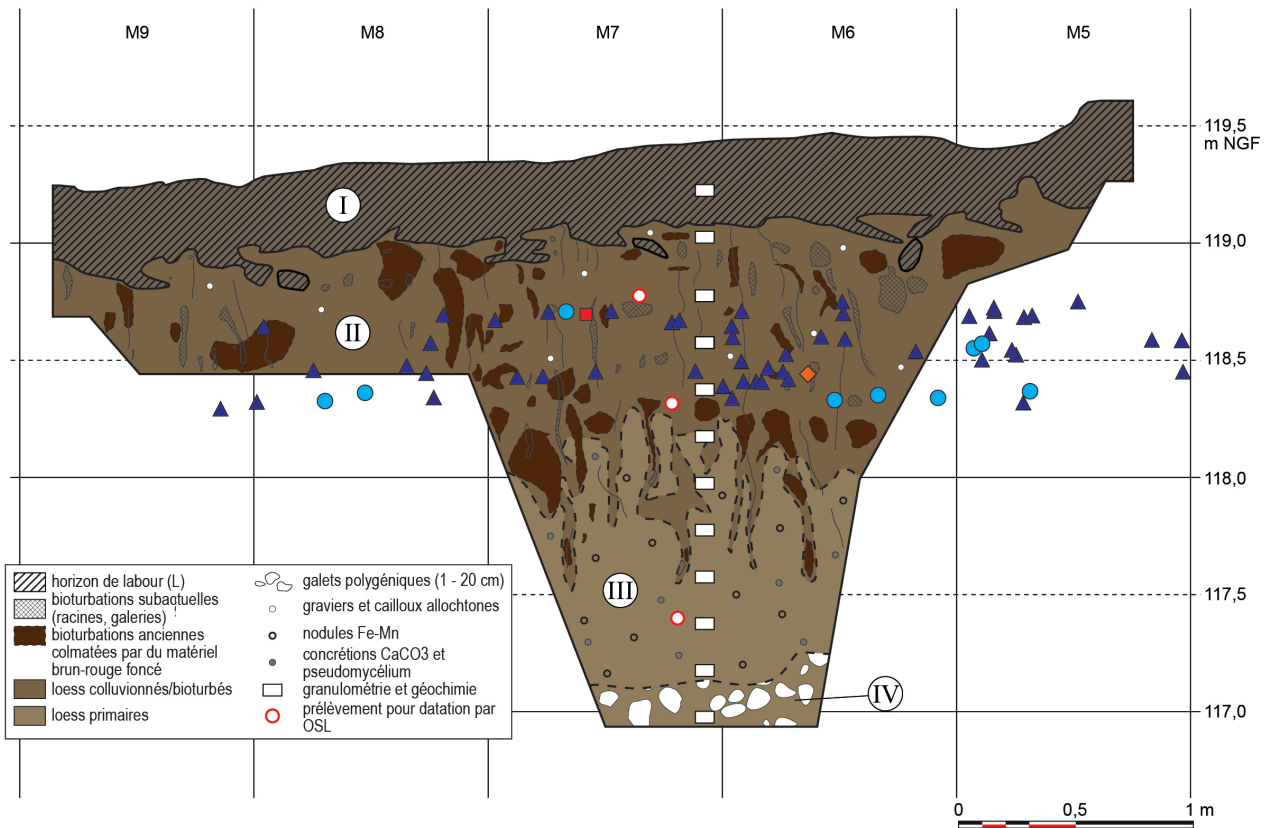 M9 M8 M7 M6 M5
119,5
m NGF
I
119,0
II
118,5
118,0
III
117,5
IV
117,0
horizon de labour (L)
bioturbations subactuelles
(racines, galeries)
bioturbations anciennes
colmatées par du matériel
brun-rouge foncé
loess colluvionnés/bioturbés
loess primaires
galets polygéniques (1 - 20 cm)
graviers et cailloux allochtones
nodules Fe-Mn
concrétions CaCO3 et
pseudomycélium
granulométrie et géochimie
prélèvement pour datation par
OSL
0 0,5 1 m